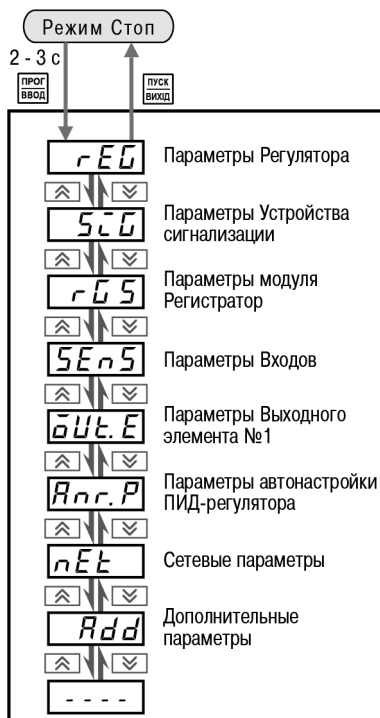 Режим Стоп
2 - 3 с
ПРОГ
ВВОД
ПУСК
ВИХІД
rEG
Параметры Регулятора
SiG
Параметры Устройства
сигнализации
rGS
Параметры модуля
Регистратор
SEnS
Параметры Входов
oUt.E
Параметры Выходного
элемента №1
Anr.P
Параметры автонастройки
ПИД-регулятора
nEt
Сетевые параметры
Add
Дополнительные
параметры
----